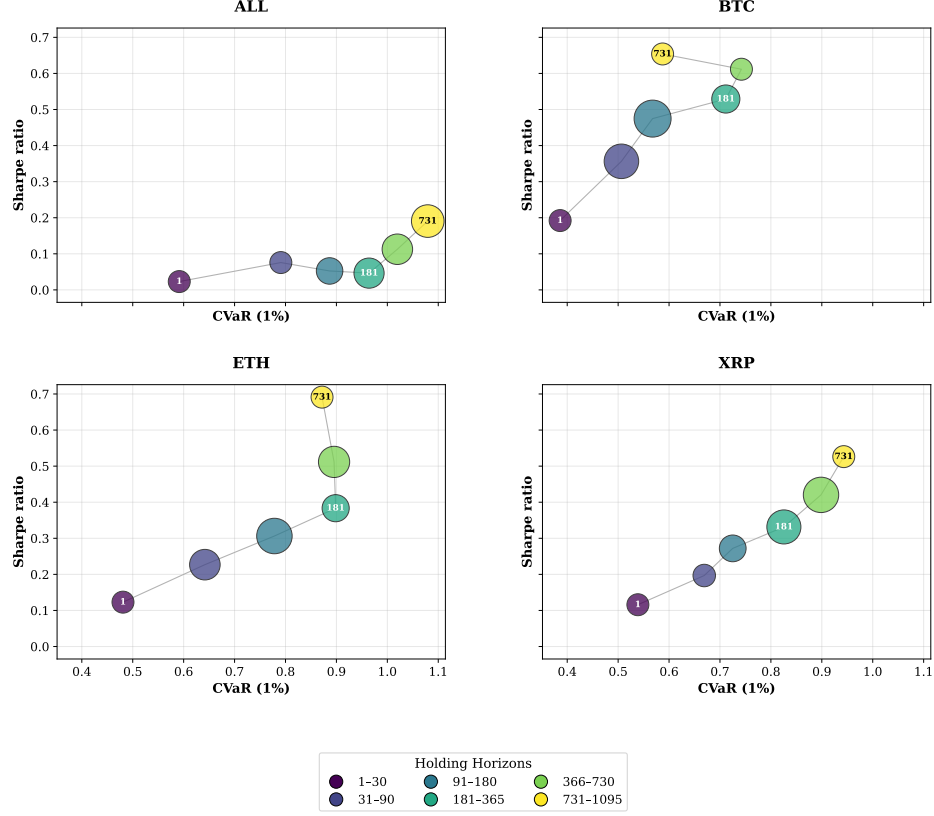 ALL
BTC
0.7
0.6
0.5
0.4
0.3
0.2
0.1
0.0
Sharpe ratio
1
181
731
CVaR (1%)
Sharpe ratio
1
181
731
CVaR (1%)
ETH
XRP
0.7
0.6
0.5
0.4
0.3
0.2
0.1
0.0
Sharpe ratio
1
181
731
0.4 0.5 0.6 0.7 0.8 0.9 1.0 1.1
CVaR (1%)
Sharpe ratio
1
181
731
0.4 0.5 0.6 0.7 0.8 0.9 1.0 1.1
CVaR (1%)
Holding Horizons
1–30 91–180 366–730
31–90 181–365 731–1095